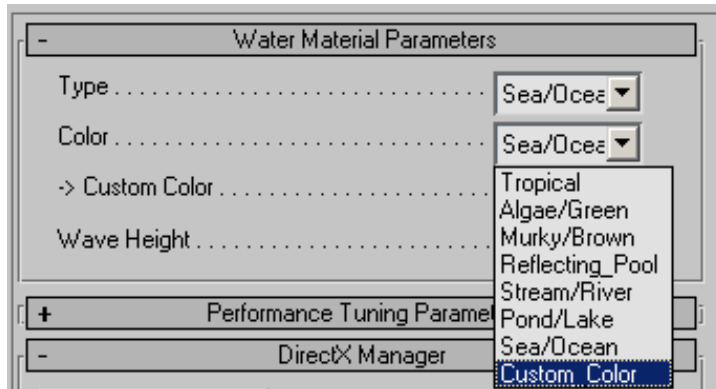 - Water Material Parameters
Type . . . . . . . . . . . . . . . . . . . . . . . . . . . . . . Sea/Ocea
Color . . . . . . . . . . . . . . . . . . . . . . . . . . . . . . Sea/Ocea
-> Custom Color . . . . . . . . . . . . . . . . . . . . .
Wave Height . . . . . . . . . . . . . . . . . . . . . . .
Tropical
Algae/Green
Murky/Brown
Reflecting_Pool
Stream/River
Pond/Lake
Sea/Ocean
Custom_Color
+ Performance Tuning Paramet
- DirectX Manager